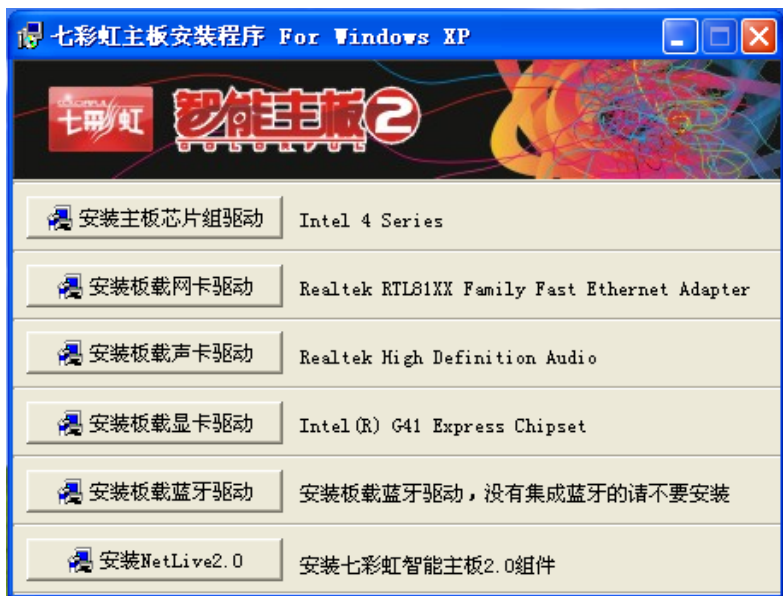 七彩虹主板安装程序 For Windows XP
COLORFUL
七彩虹
智能主板2
COLORFUL
安装主板芯片组驱动 Intel 4 Series
安装板载网卡驱动 Realtek RTL81XX Family Fast Ethernet Adapter
安装板载声卡驱动 Realtek High Definition Audio
安装板载显卡驱动 Intel(R) G41 Express Chipset
安装板载蓝牙驱动 安装板载蓝牙驱动，没有集成蓝牙的请不要安装
安装NetLive2.0 安装七彩虹智能主板2.0组件